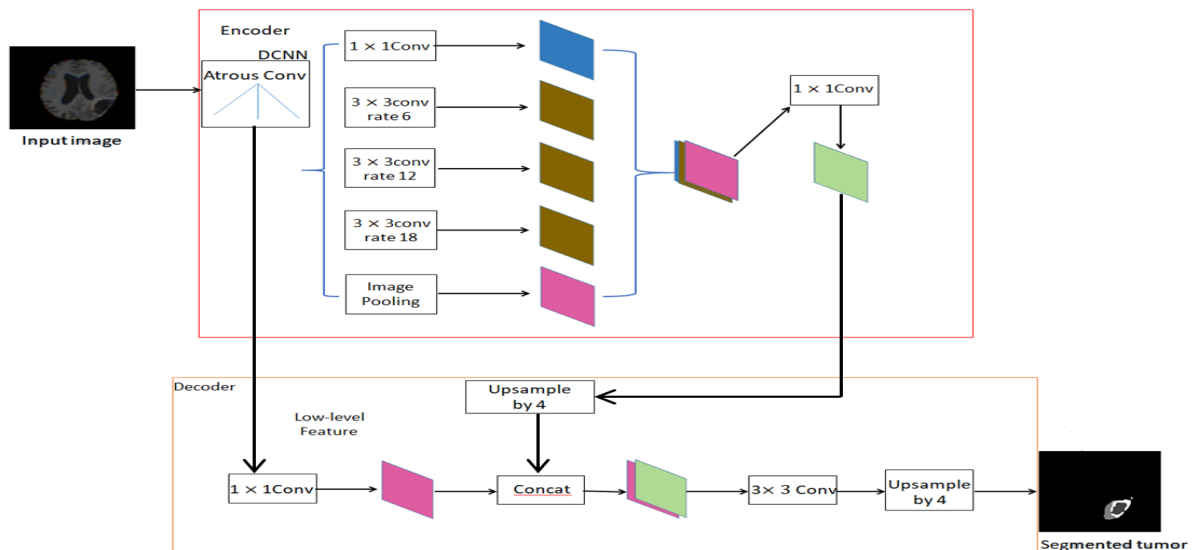 Encoder
DCNN
Atrous Conv
Input image
1 × 1Conv
3 × 3conv
rate 6
3 × 3conv
rate 12
3 × 3conv
rate 18
Image
Pooling
1 × 1Conv
Decoder
Upsample
by 4
Low-level
Feature
1 × 1Conv
Concat
3× 3 Conv
Upsample
by 4
Segmented tumor